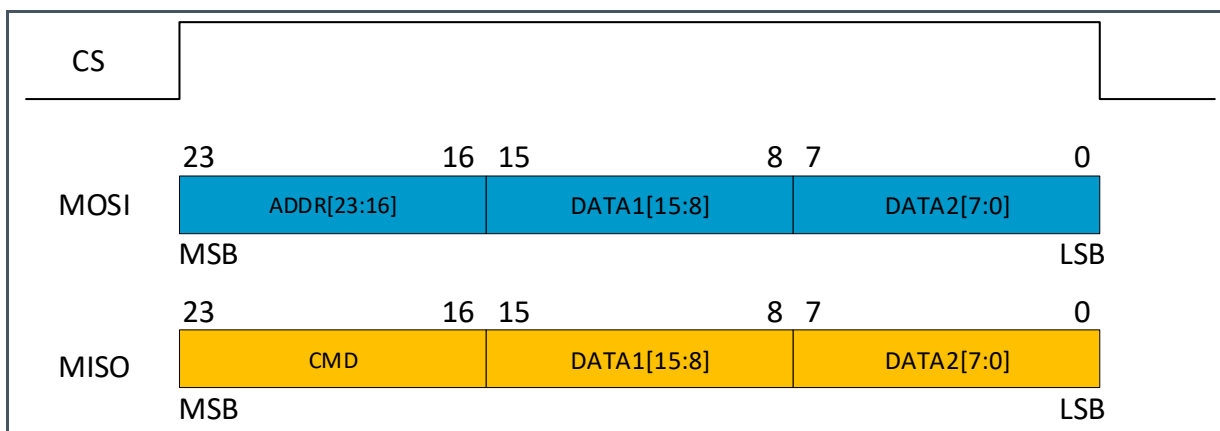 CS
23 16 15 8 7 0
MOSI ADDR[23:16] DATA1[15:8] DATA2[7:0]
MSB LSB
23 16 15 8 7 0
MISO CMD DATA1[15:8] DATA2[7:0]
MSB LSB